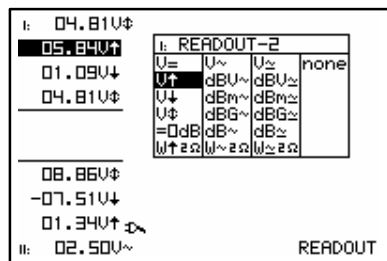 I: 04.81V⇕
05.84V↑
01.09V↓
04.81V⇕
I: READOUT-2
V= V~ V≃ none
V↑ dBV~ dBV≃
V↓ dBm~ dBm≃
V⇕ dBG~ dBG≃
=0dB dB~ dB≃
W↑2Ω W~2Ω W≃2Ω
08.86V⇕
-07.51V↓
01.34V↑
II: 02.50V~ READOUT